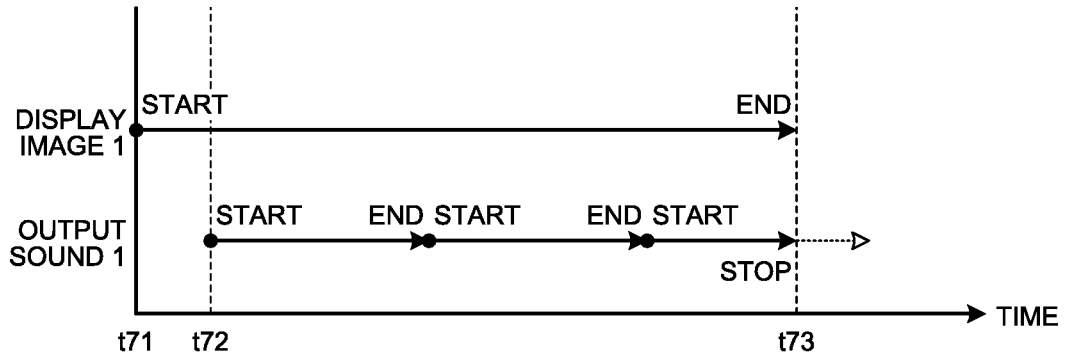 START
END
DISPLAY
IMAGE 1
START
END START
END START
OUTPUT
SOUND 1
STOP
TIME
t71
t72
t73